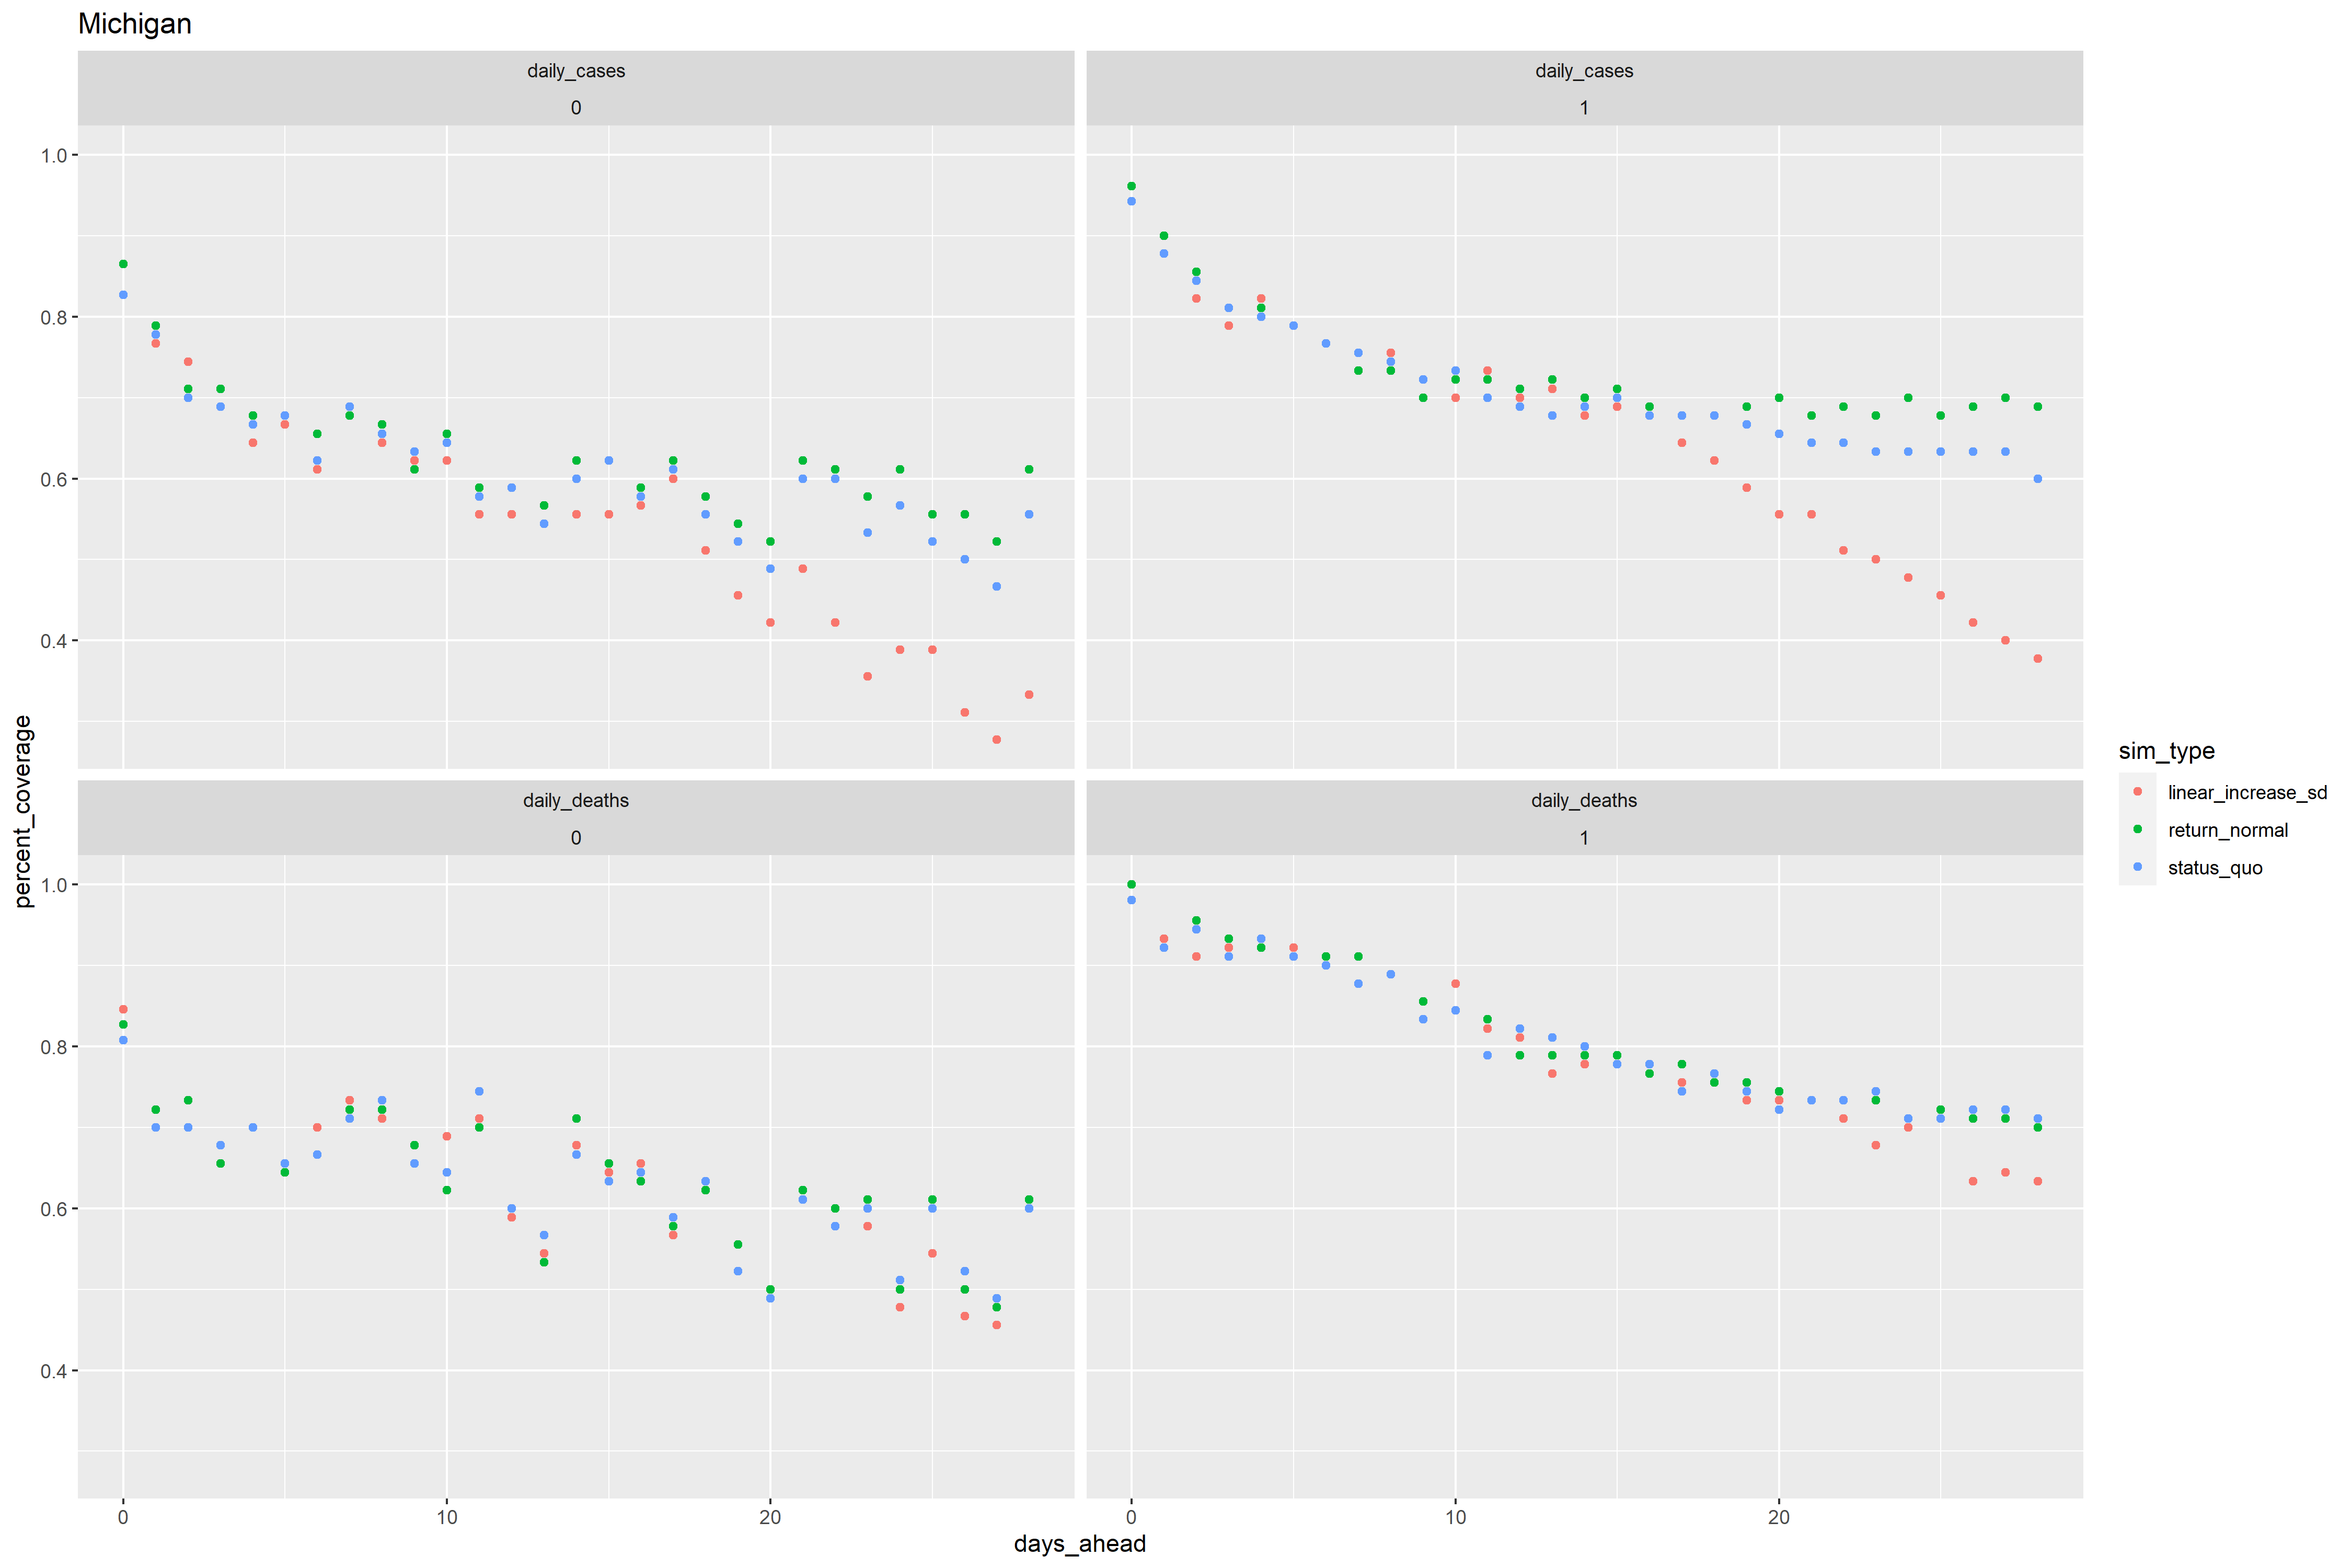 Michigan
daily_cases
0
daily_cases
1
1.0
0.8
0.6
0.4
daily_deaths
0
daily_deaths
1
1.0
0.8
0.6
0.4
0
10
20
0
10
20
days_ahead
percent_coverage
sim_type
linear_increase_sd
return_normal
status_quo